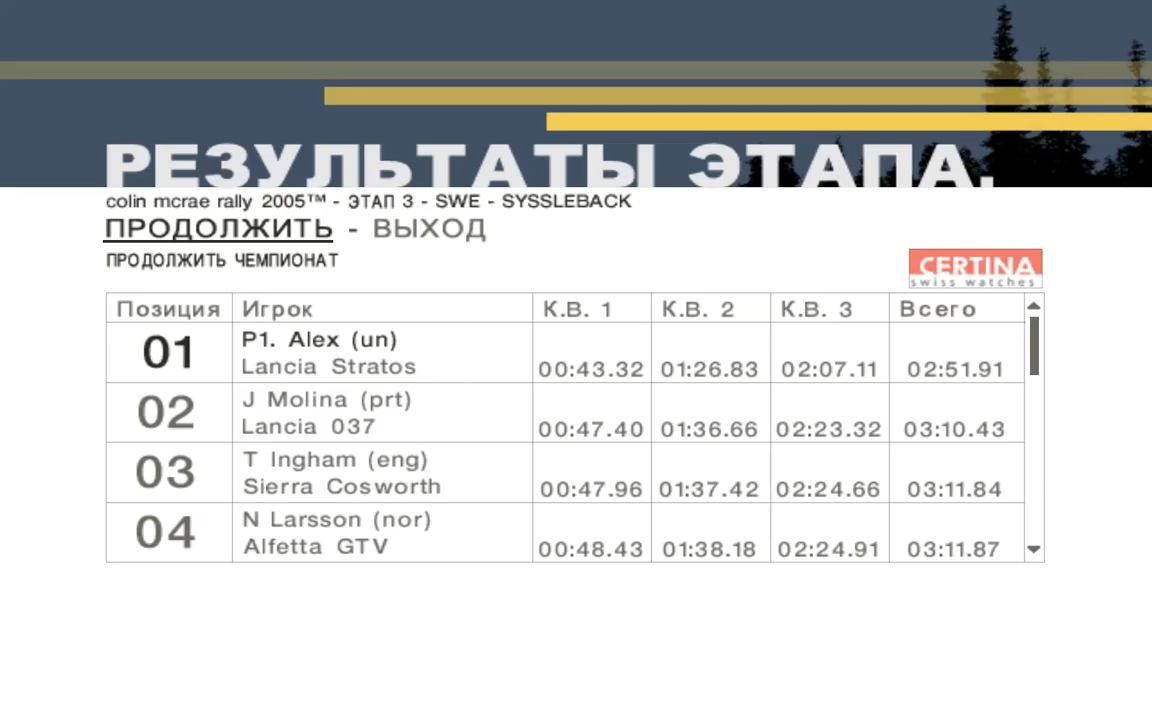 РЕЗУЛЬТАТЫ ЭТАПА.
colin mcrae rally 2005™ - ЭТАП 3 - SWE - SYSSLEBACK
ПРОДОЛЖИТЬ - ВЫХОД
ПРОДОЛЖИТЬ ЧЕМПИОНАТ
CERTINA
swiss watches
Позиция Игрок К.В. 1 К.В. 2 К.В. 3 Всего
01 P1. Alex (un)
Lancia Stratos 00:43.32 01:26.83 02:07.11 02:51.91
02 J Molina (prt)
Lancia 037 00:47.40 01:36.66 02:23.32 03:10.43
03 T Ingham (eng)
Sierra Cosworth 00:47.96 01:37.42 02:24.66 03:11.84
04 N Larsson (nor)
Alfetta GTV 00:48.43 01:38.18 02:24.91 03:11.87